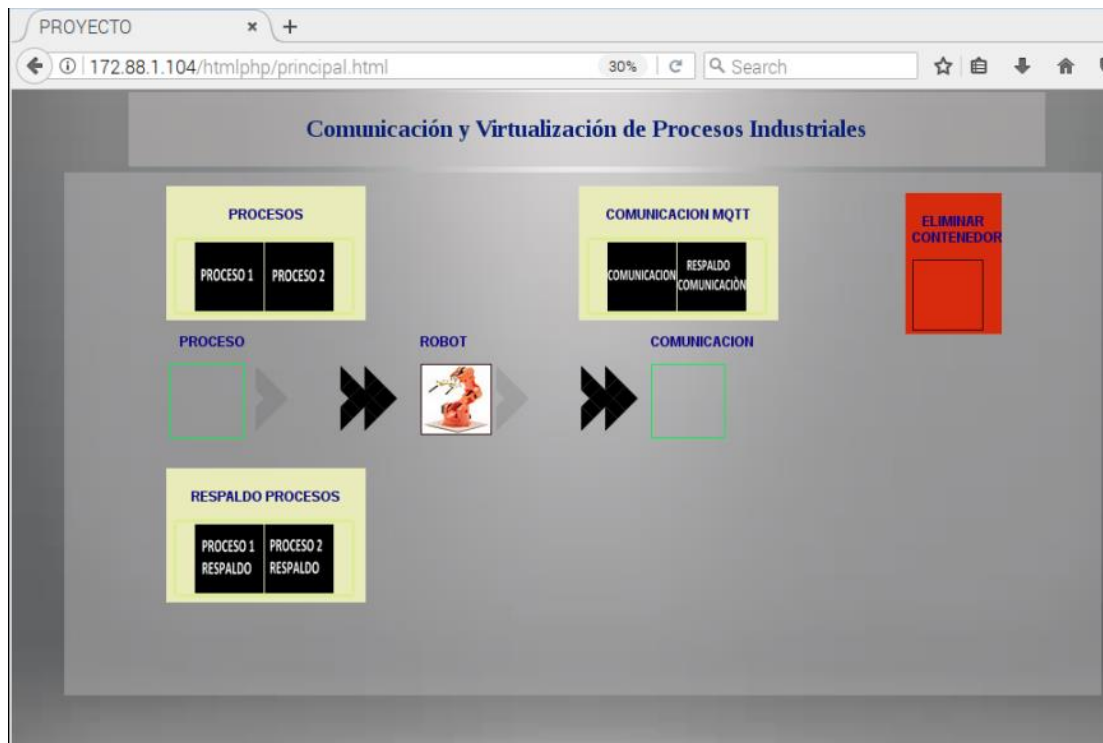 PROYECTO
172.88.1.104/htmlphp/principal.html
30%
Search
Comunicación y Virtualización de Procesos Industriales
PROCESOS
PROCESO 1
PROCESO 2
COMUNICACION MQTT
COMUNICACION
RESPALDO
COMUNICACIÒN
ELIMINAR
CONTENEDOR
PROCESO
ROBOT
COMUNICACION
RESPALDO PROCESOS
PROCESO 1
RESPALDO
PROCESO 2
RESPALDO